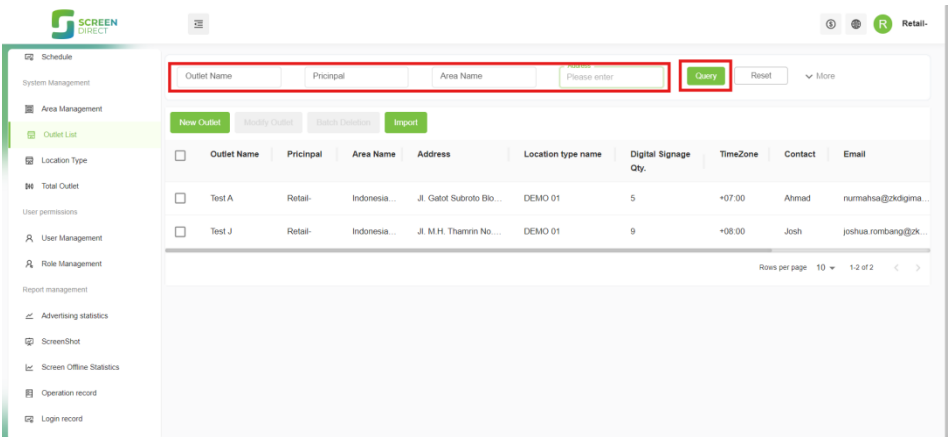 SCREEN
DIRECT
R Retail-
Schedule
System Management
Area Management
Outlet List
Location Type
Total Outlet
User permissions
User Management
Role Management
Report management
Advertising statistics
ScreenShot
Screen Offline Statistics
Operation record
Login record
Outlet Name Pricinpal Area Name Address Please enter Query Reset More
New Outlet Modify Outlet Batch Deletion Import
Outlet Name Pricinpal Area Name Address Location type name Digital Signage Qty. TimeZone Contact Email
Test A Retail- Indonesia... Jl. Gatot Subroto Blo... DEMO 01 5 +07:00 Ahmad nurmahsa@zkdigima...
Test J Retail- Indonesia... Jl. M.H. Thamrin No.... DEMO 01 9 +08:00 Josh joshua.rombang@zk...
Rows per page 10 1-2 of 2